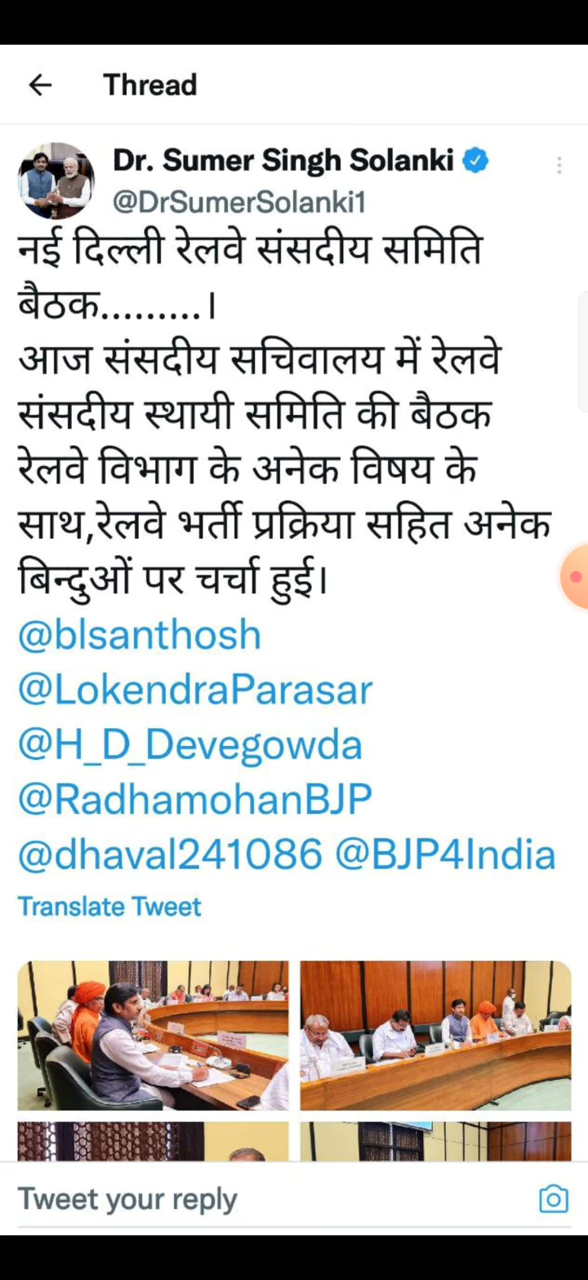 Thread
Dr. Sumer Singh Solanki
@DrSumerSolanki1
नई दिल्ली रेलवे संसदीय समिति
बैठक.........।
आज संसदीय सचिवालय में रेलवे
संसदीय स्थायी समिति की बैठक
रेलवे विभाग के अनेक विषय के
साथ,रेलवे भर्ती प्रक्रिया सहित अनेक
बिन्दुओं पर चर्चा हुई।
@blsanthosh
@LokendraParasar
@H_D_Devegowda
@RadhamohanBJP
@dhaval241086 @BJP4India
Translate Tweet
Tweet your reply